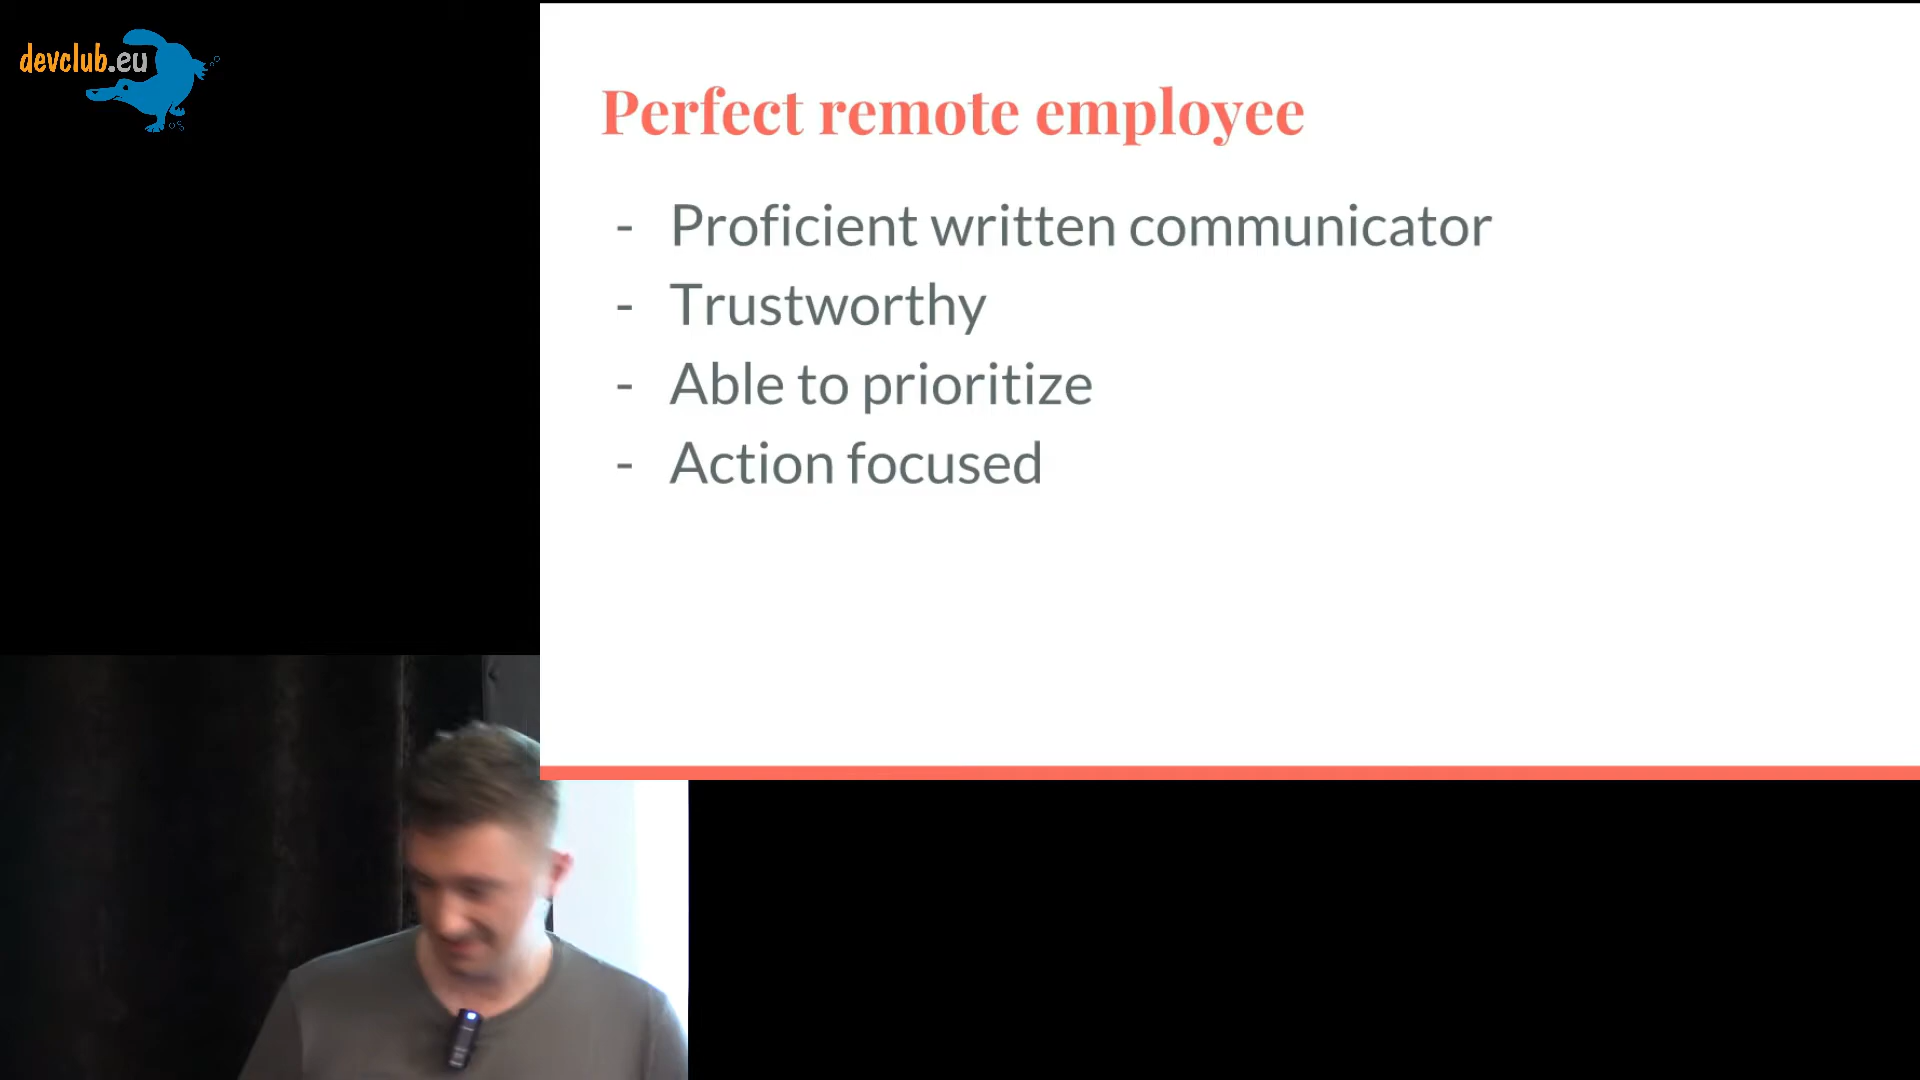 devclub.eu
Perfect remote employee
- Proficient written communicator
- Trustworthy
- Able to prioritize
- Action focused